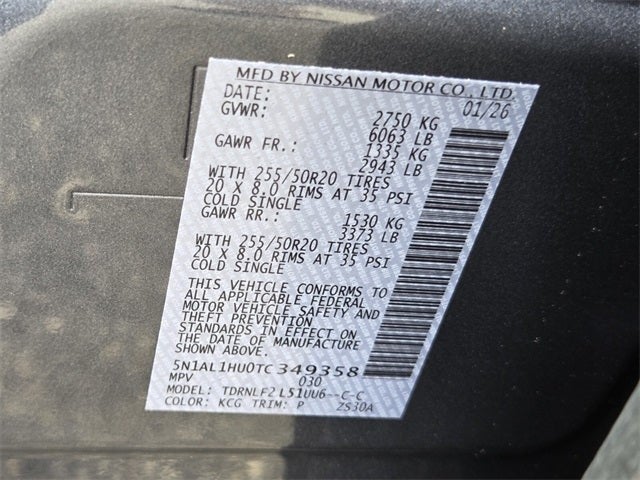 MFD BY NISSAN MOTOR CO., LTD.
DATE: 01/26
GVWR: 2750 KG
6063 LB
GAWR FR.: 1335 KG
2943 LB
WITH 255/50R20 TIRES
20 X 8.0 RIMS AT 35 PSI
COLD SINGLE
GAWR RR.: 1530 KG
3373 LB
WITH 255/50R20 TIRES
20 X 8.0 RIMS AT 35 PSI
COLD SINGLE
THIS VEHICLE CONFORMS TO
ALL APPLICABLE FEDERAL
MOTOR VEHICLE SAFETY AND
THEFT PREVENTION
STANDARDS IN EFFECT ON
THE DATE OF MANUFACTURE
SHOWN ABOVE.
5N1AL1HU0TC349358
MPV 030
MODEL: TDRNLF2 L51UU6--C-C
COLOR: KCG TRIM: P ZS30A